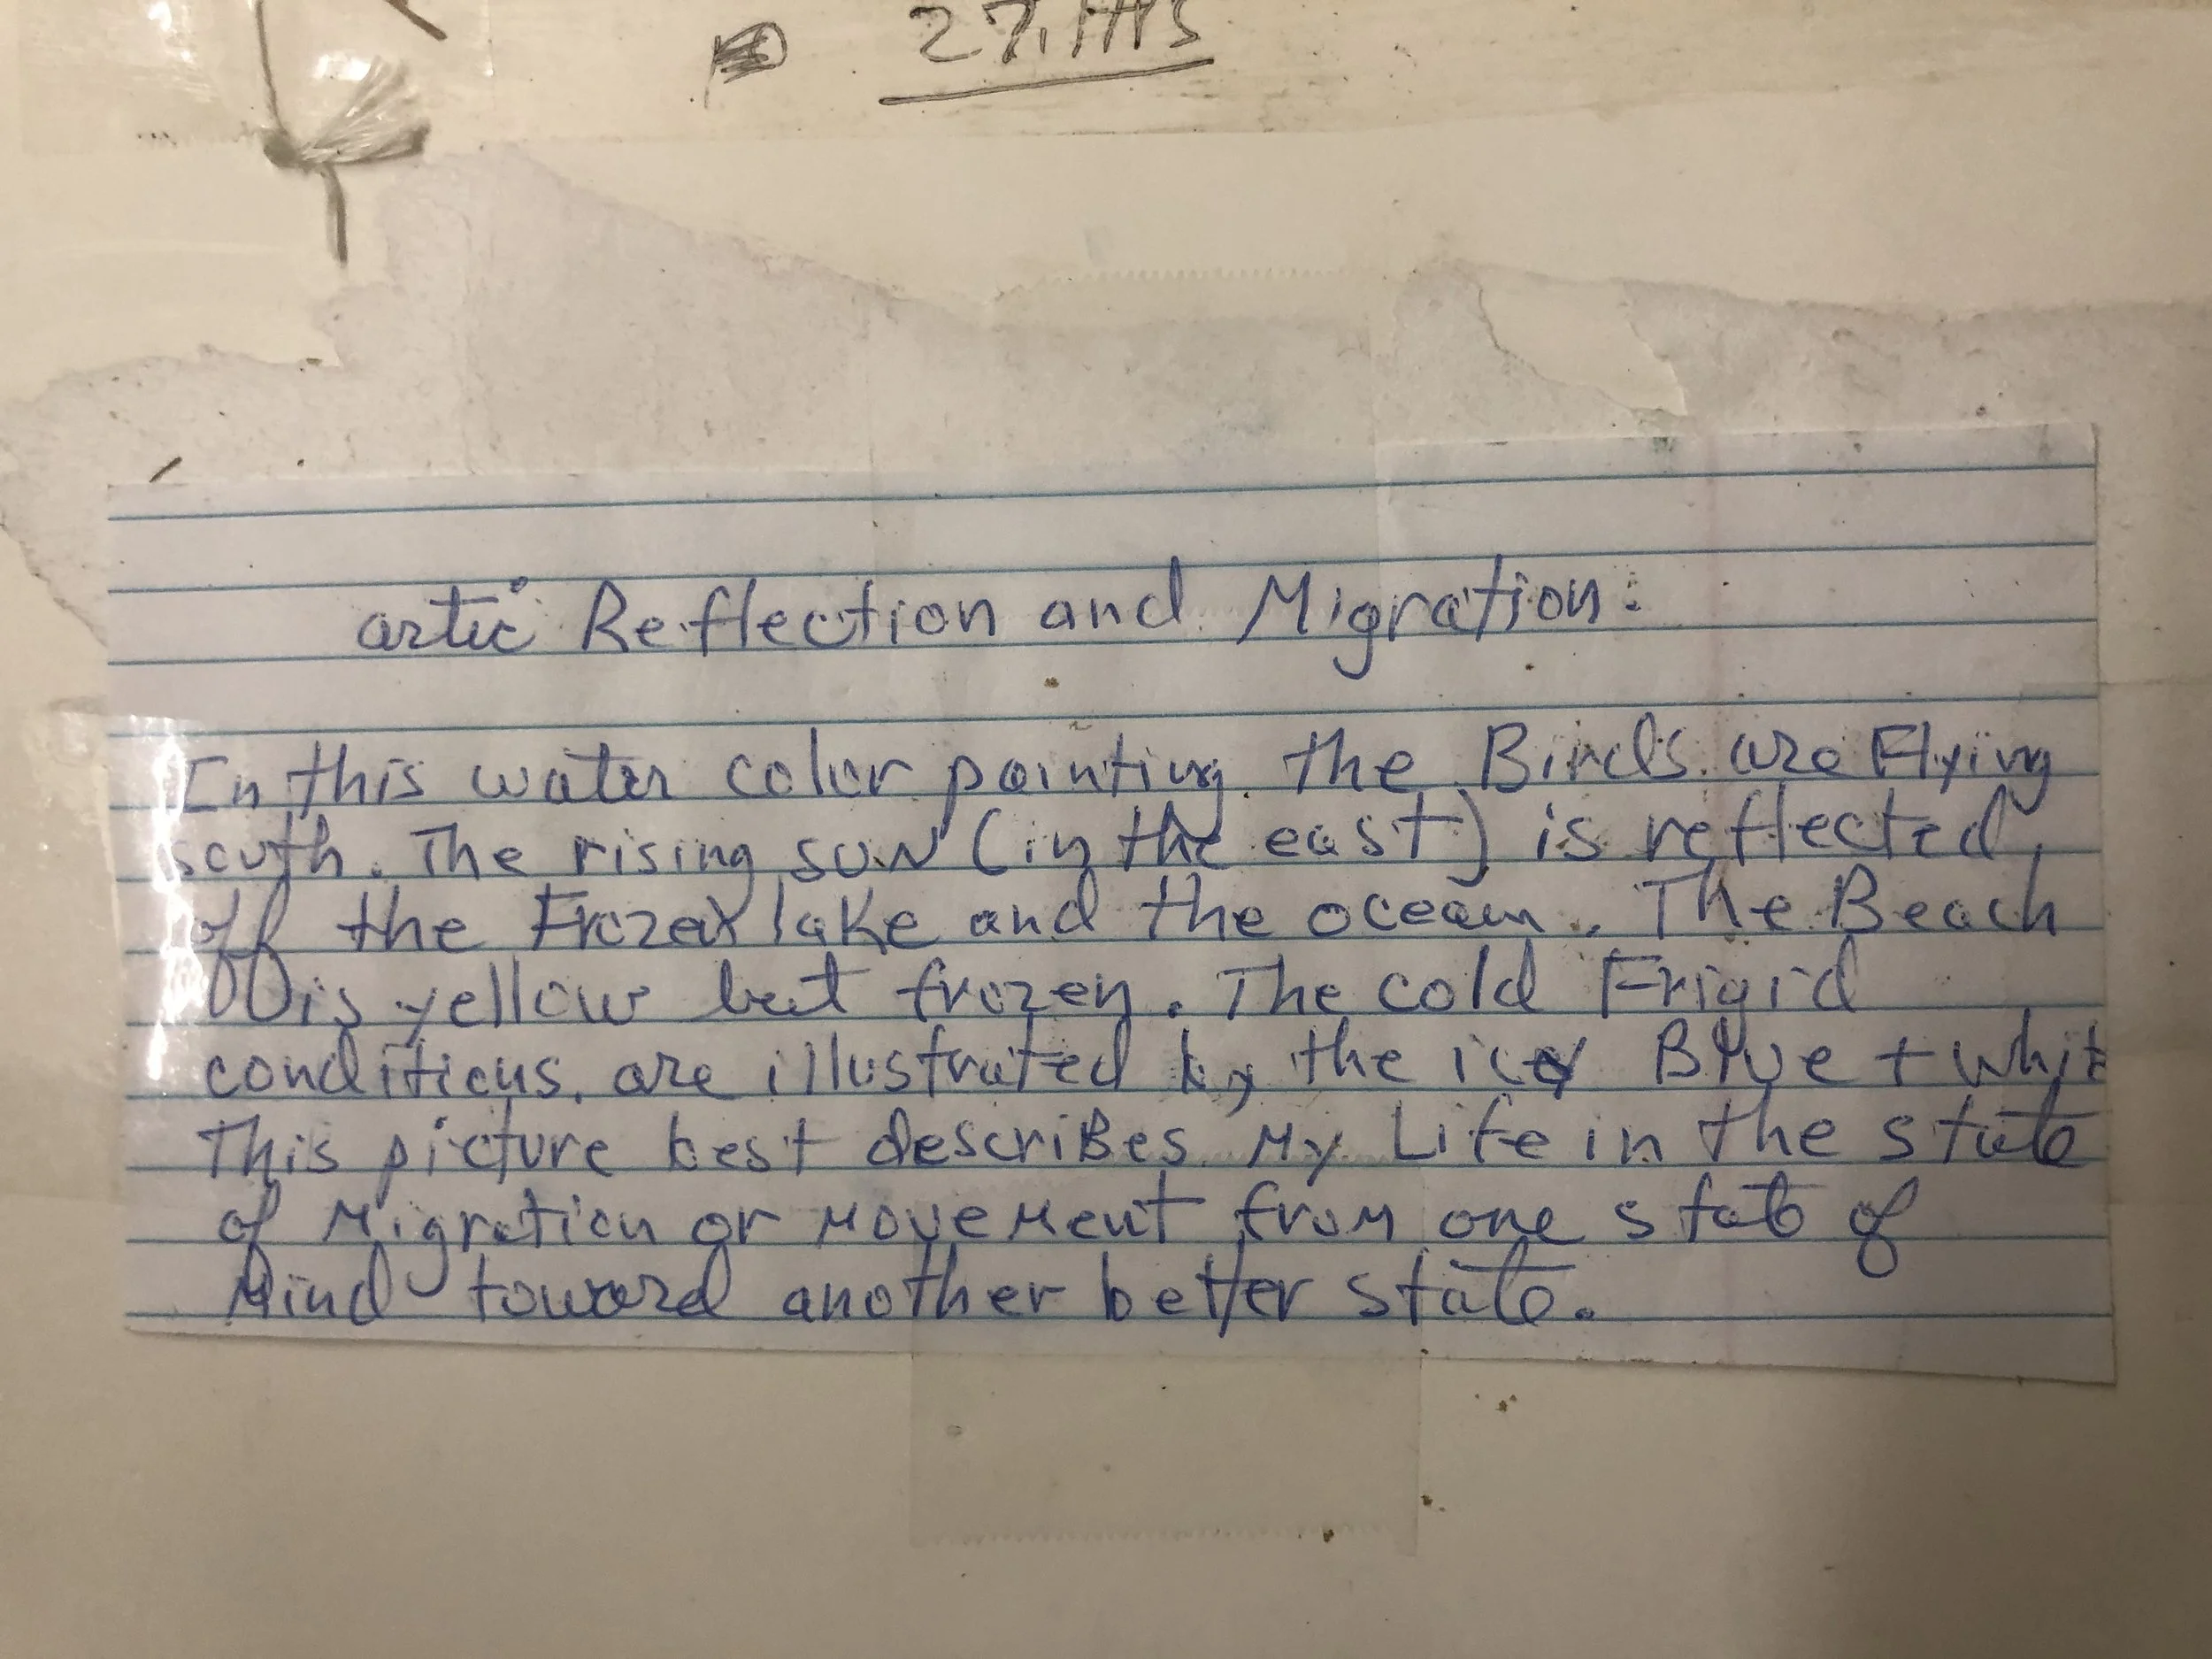 27. HRS
artic Reflection and Migration:
In this water color painting. the Birds. are Flying
south. The rising sun (in the east) is reflected
off the Frozen lake and the ocean. The Beach
is yellow but frozen. The cold Frigid
conditions. are illustrated by the icy Blue + whit
This picture best describes My Life in the state
of Migration or Movement from one state of
Mind toward another better state.